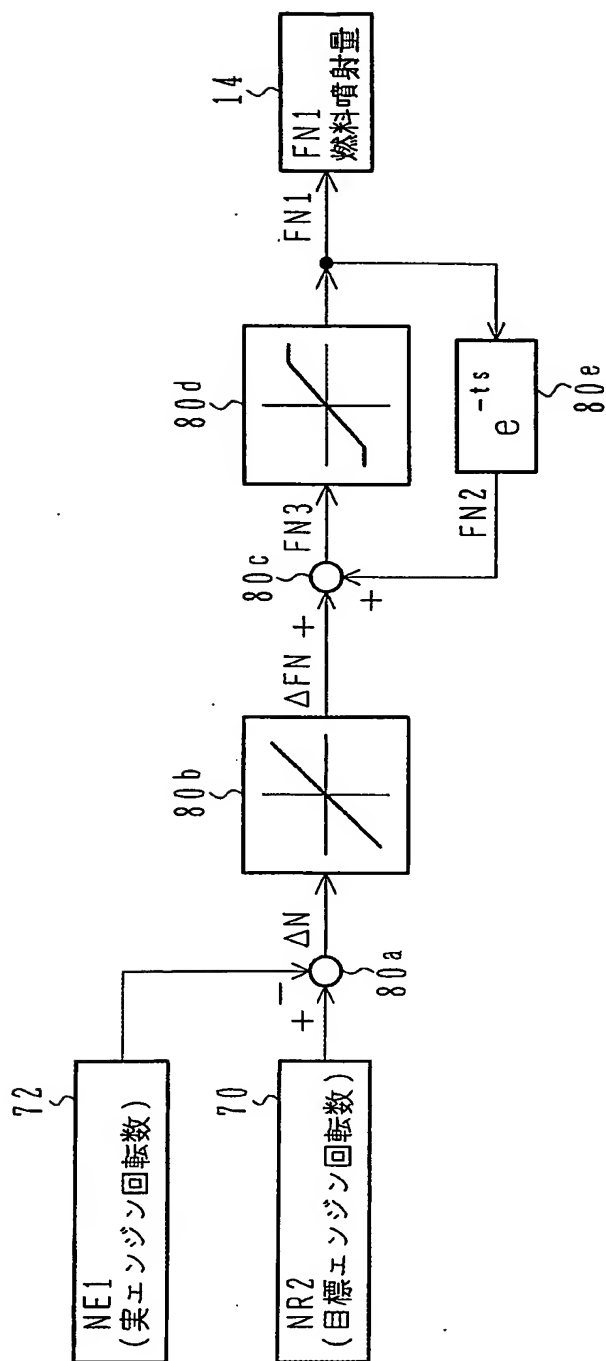 72
NE1
(実エンジン回転数)
70
NR2
(目標エンジン回転数)
−
+
80a
ΔN
80b
ΔFN
+
+
80c
FN3
80d
FN1
FN2
e^{-ts}
80e
14
FN1
燃料噴射量